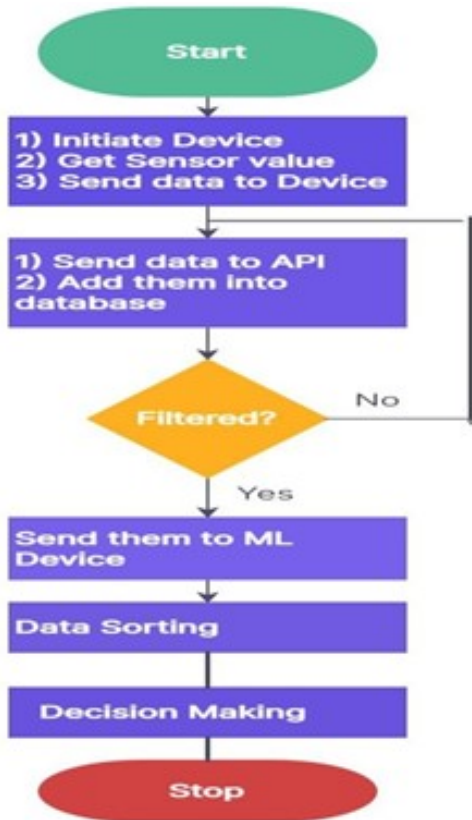 Start
1) Initiate Device
2) Get Sensor value
3) Send data to Device
1) Send data to API
2) Add them into
database
Filtered?
No
Yes
Send them to ML
Device
Data Sorting
Decision Making
Stop